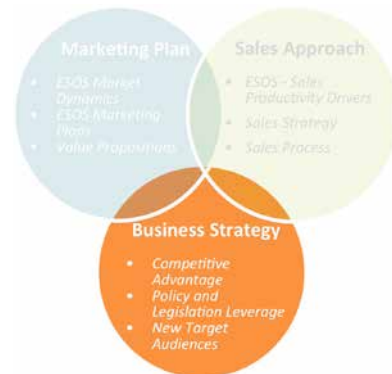 Marketing Plan
• ESOS Market
Dynamics
• ESOS Marketing
Plans
• Value Propositions
Sales Approach
• ESOS - Sales
Productivity Drivers
• Sales Strategy
• Sales Process
Business Strategy
• Competitive
Advantage
• Policy and
Legislation Leverage
• New Target
Audiences